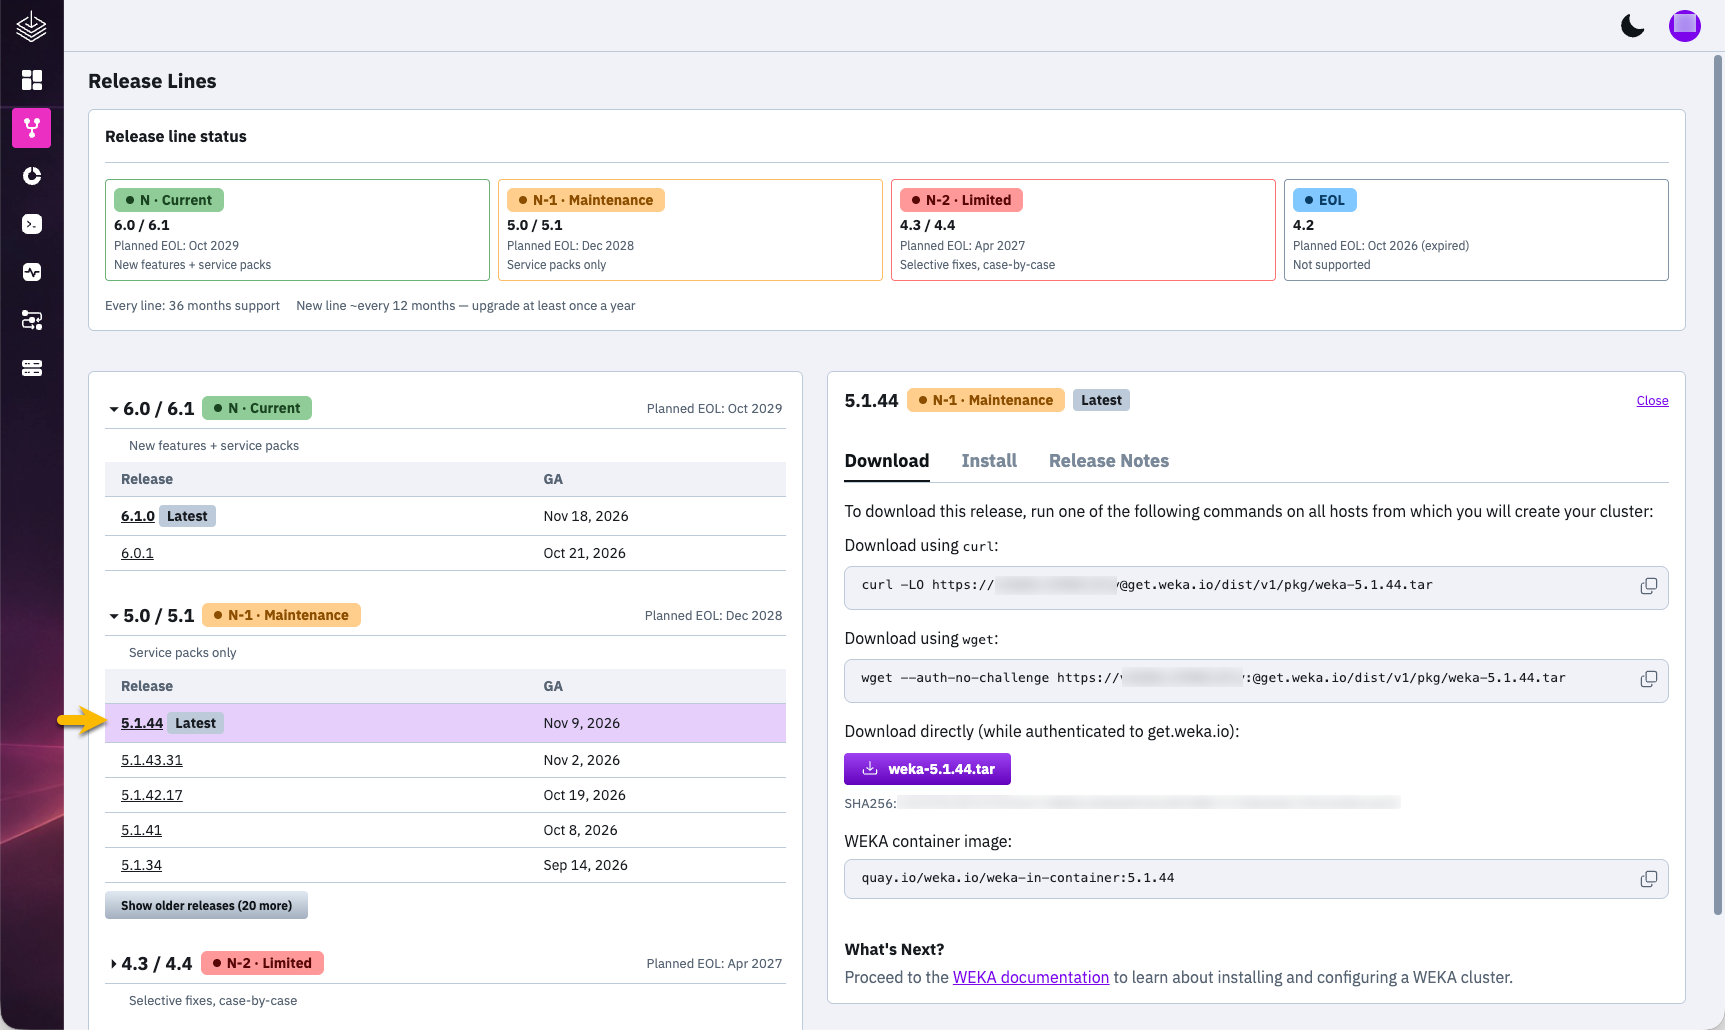 Release Lines
Release line status
N · Current
6.0 / 6.1
Planned EOL: Oct 2029
New features + service packs
N-1 · Maintenance
5.0 / 5.1
Planned EOL: Dec 2028
Service packs only
N-2 · Limited
4.3 / 4.4
Planned EOL: Apr 2027
Selective fixes, case-by-case
EOL
4.2
Planned EOL: Oct 2026 (expired)
Not supported
Every line: 36 months support New line ~every 12 months — upgrade at least once a year
6.0 / 6.1 N · Current Planned EOL: Oct 2029
New features + service packs
Release GA
6.1.0 Latest Nov 18, 2026
6.0.1 Oct 21, 2026
5.0 / 5.1 N-1 · Maintenance Planned EOL: Dec 2028
Service packs only
Release GA
5.1.44 Latest Nov 9, 2026
5.1.43.31 Nov 2, 2026
5.1.42.17 Oct 19, 2026
5.1.41 Oct 8, 2026
5.1.34 Sep 14, 2026
Show older releases (20 more)
4.3 / 4.4 N-2 · Limited Planned EOL: Apr 2027
Selective fixes, case-by-case
5.1.44 N-1 · Maintenance Latest Close
Download Install Release Notes
To download this release, run one of the following commands on all hosts from which you will create your cluster:
Download using curl:
curl -LO https:// @get.weka.io/dist/v1/pkg/weka-5.1.44.tar
Download using wget:
wget --auth-no-challenge https:// :@get.weka.io/dist/v1/pkg/weka-5.1.44.tar
Download directly (while authenticated to get.weka.io):
weka-5.1.44.tar
SHA256:
WEKA container image:
quay.io/weka.io/weka-in-container:5.1.44
What's Next?
Proceed to the WEKA documentation to learn about installing and configuring a WEKA cluster.